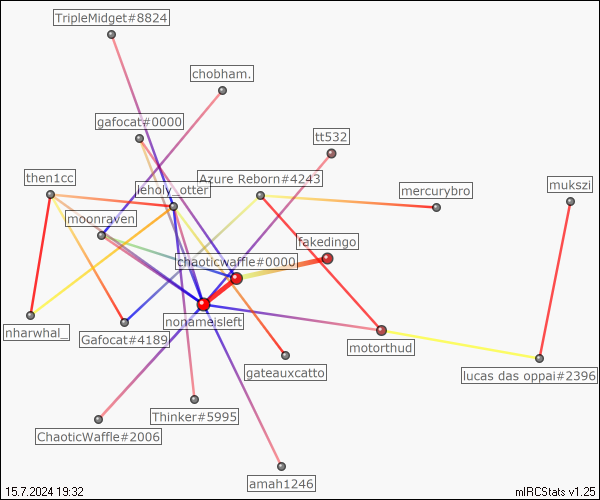 TripleMidget#8824
chobham.
gafocat#0000
tt532
then1cc
Azure Reborn#4243
leholy_otter
mercurybro
mukszi
moonraven
fakedingo
chaoticwaffle#0000
nonameisleft
nharwhal_
Gafocat#4189
motorthud
gateauxcatto
lucas das oppai#2396
Thinker#5995
ChaoticWaffle#2006
amah1246
15.7.2024 19:32
mIRCStats v1.25